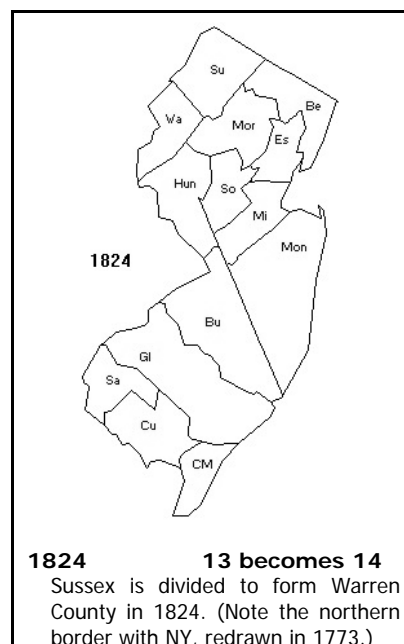 Su
Be
Wa
Mor
Es
Hun
So
Mi
Mon
1824
Bu
Gl
Sa
Cu
CM
1824 13 becomes 14
Sussex is divided to form Warren
County in 1824. (Note the northern
border with NY, redrawn in 1773.)